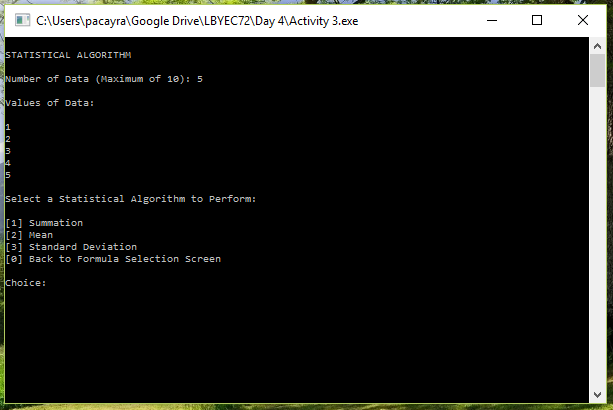 C:\Users\pacayra\Google Drive\LBYEC72\Day 4\Activity 3.exe
STATISTICAL ALGORITHM
Number of Data (Maximum of 10): 5
Values of Data:
1
2
3
4
5
Select a Statistical Algorithm to Perform:
[1] Summation
[2] Mean
[3] Standard Deviation
[0] Back to Formula Selection Screen
Choice: